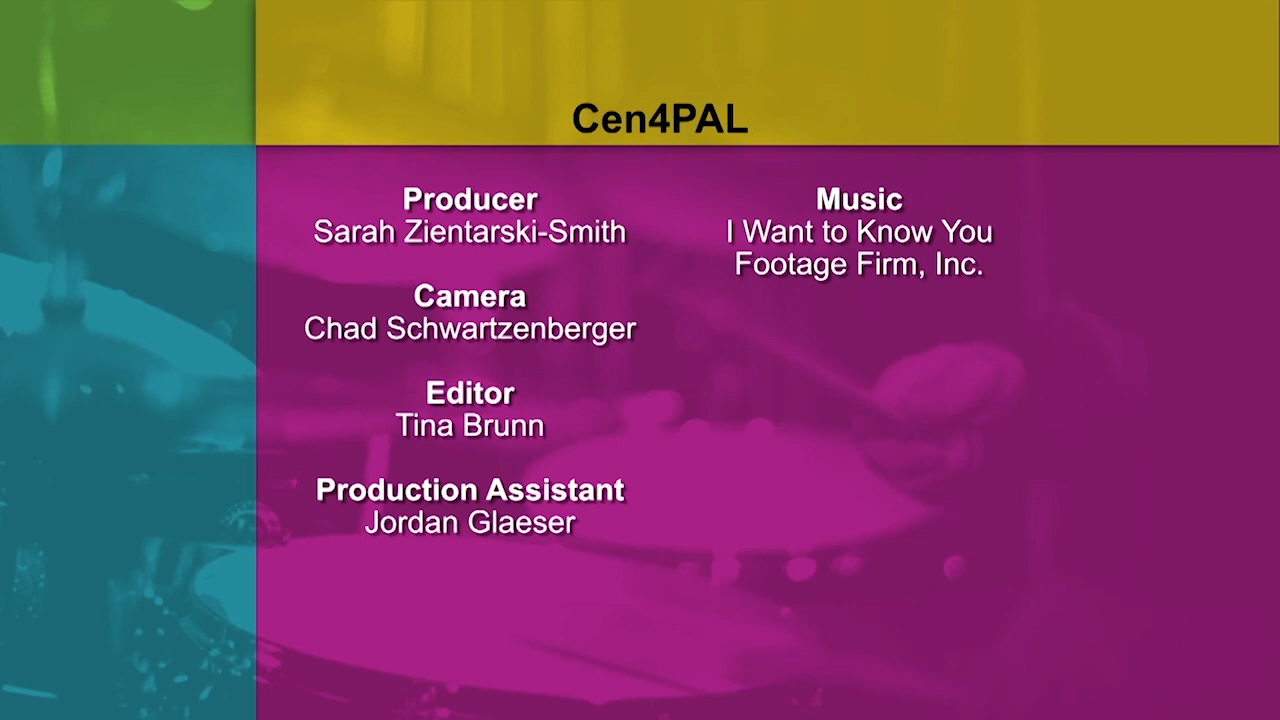 Cen4PAL
Producer
Sarah Zientarski-Smith
Camera
Chad Schwartzenberger
Editor
Tina Brunn
Production Assistant
Jordan Glaeser
Music
I Want to Know You
Footage Firm, Inc.